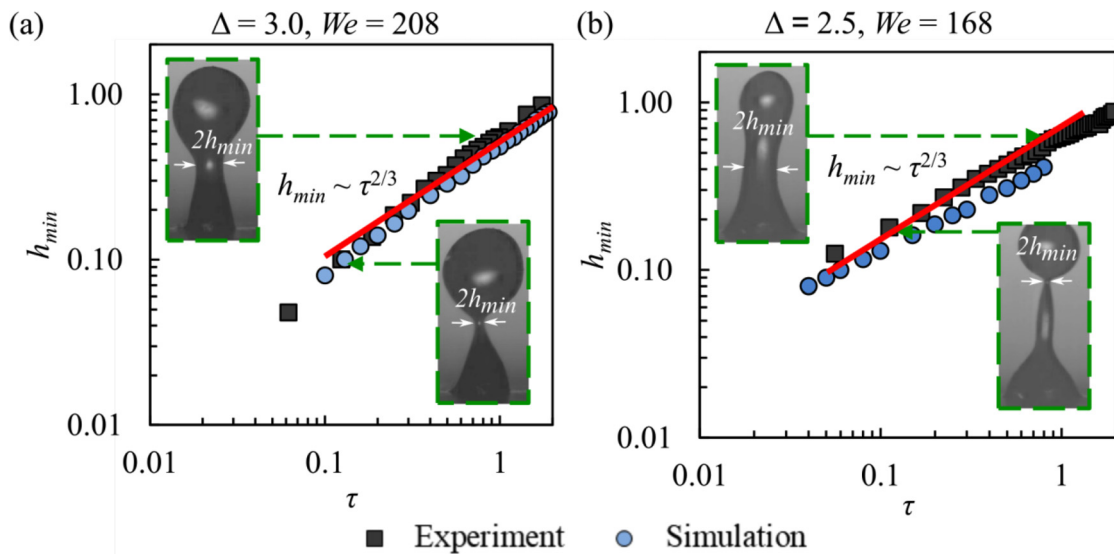 (a)
Δ = 3.0, We = 208
h_min
1.00
0.10
0.01
0.01
0.1
1
τ
2h_min
h_min ~ τ^2/3
2h_min
(b)
Δ = 2.5, We = 168
h_min
1.00
0.10
0.01
0.01
0.1
1
τ
2h_min
h_min ~ τ^2/3
2h_min
Experiment
Simulation